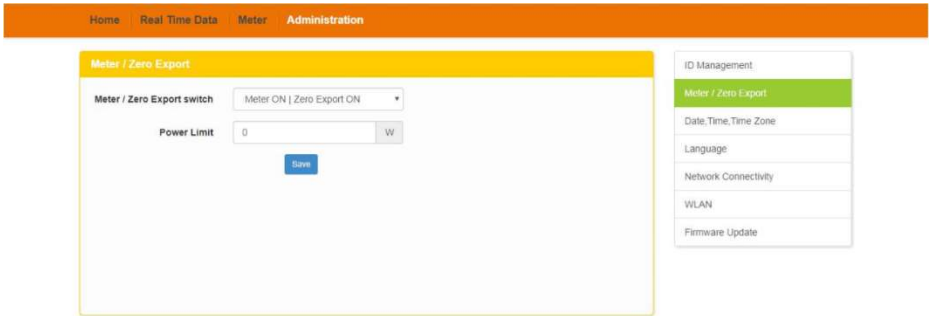 Home Real Time Data Meter Administration
Meter / Zero Export
Meter / Zero Export switch Meter ON | Zero Export ON
Power Limit 0 W
Save
ID Management
Meter / Zero Export
Date,Time,Time Zone
Language
Network Connectivity
WLAN
Firmware Update